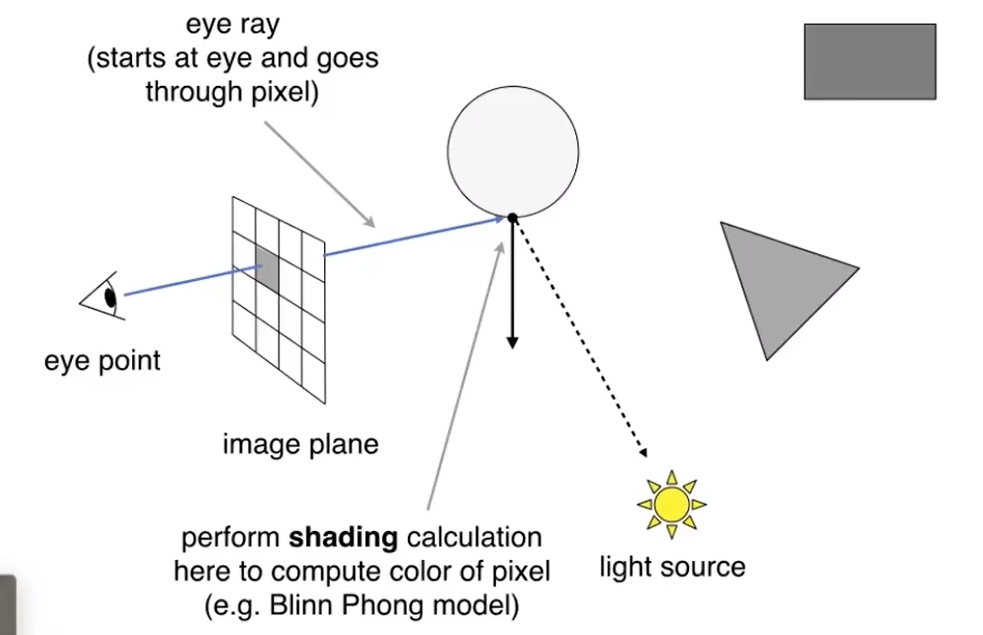 eye ray
(starts at eye and goes
through pixel)
eye point
image plane
perform shading calculation
here to compute color of pixel
(e.g. Blinn Phong model)
light source